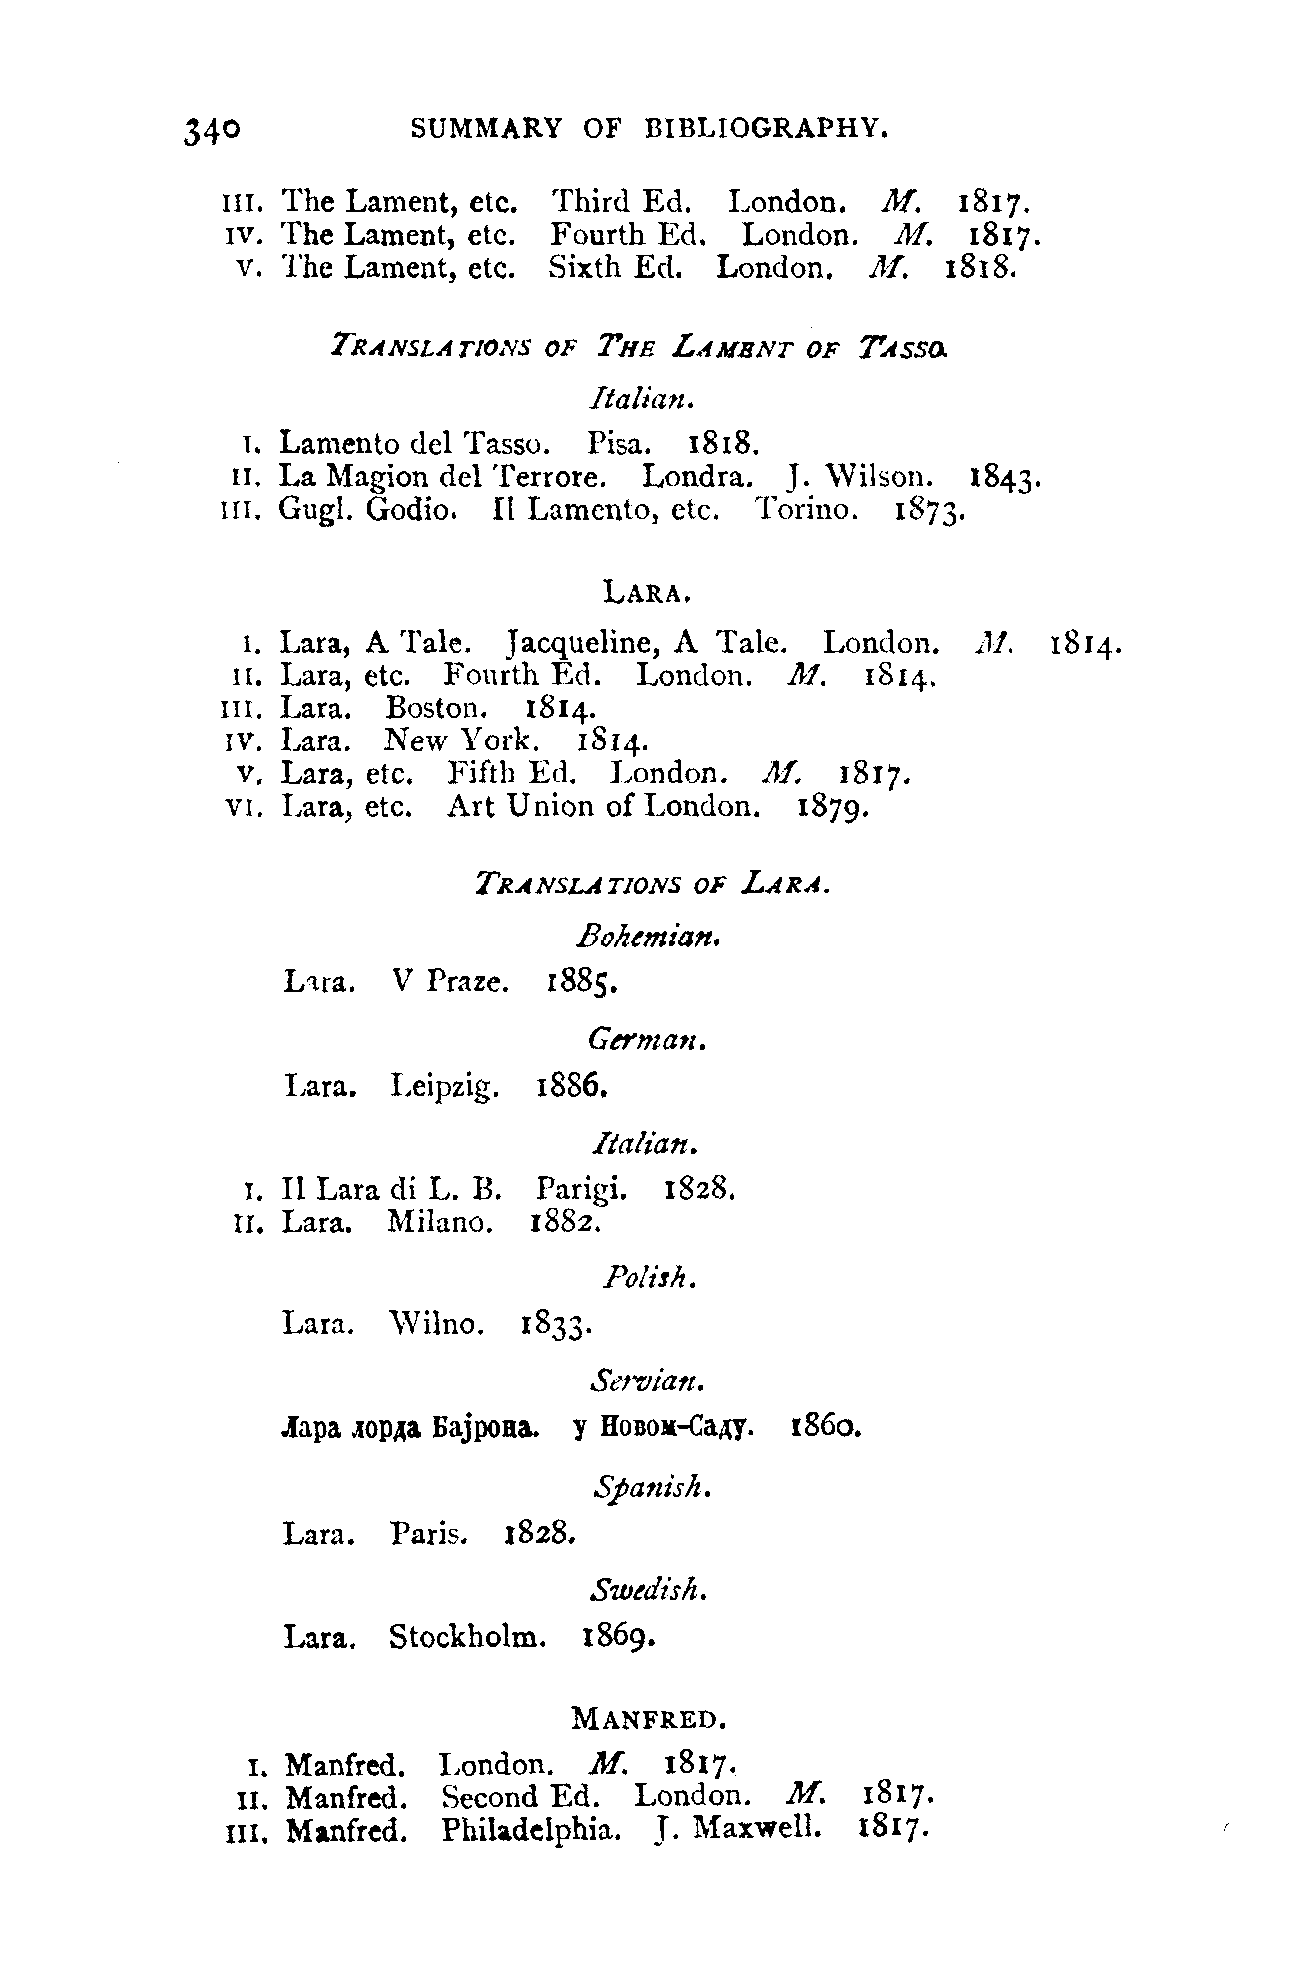 340 SUMMARY OF BIBLIOGRAPHY.
III. The Lament, etc. Third Ed. London. M. 1817.
IV. The Lament, etc. Fourth Ed. London. M. 1817.
V. The Lament, etc. Sixth Ed. London. M. 1818.
TRANSLATIONS OF THE LAMENT OF TASSO.
Italian.
I. Lamento del Tasso. Pisa. 1818.
II. La Magion del Terrore. Londra. J. Wilson. 1843.
III. Gugl. Godio. Il Lamento, etc. Torino. 1873.
LARA.
I. Lara, A Tale. Jacqueline, A Tale. London. M. 1814.
II. Lara, etc. Fourth Ed. London. M. 1814.
III. Lara. Boston. 1814.
IV. Lara. New York. 1814.
V. Lara, etc. Fifth Ed. London. M. 1817.
VI. Lara, etc. Art Union of London. 1879.
TRANSLATIONS OF LARA.
Bohemian.
Lara. V Praze. 1885.
German.
Lara. Leipzig. 1886.
Italian.
I. Il Lara di L. B. Parigi. 1828.
II. Lara. Milano. 1882.
Polish.
Lara. Wilno. 1833.
Servian.
Лара лорда Бајрона. у Новом-Саду. 1860.
Spanish.
Lara. Paris. 1828.
Swedish.
Lara. Stockholm. 1869.
MANFRED.
I. Manfred. London. M. 1817.
II. Manfred. Second Ed. London. M. 1817.
III. Manfred. Philadelphia. J. Maxwell. 1817.